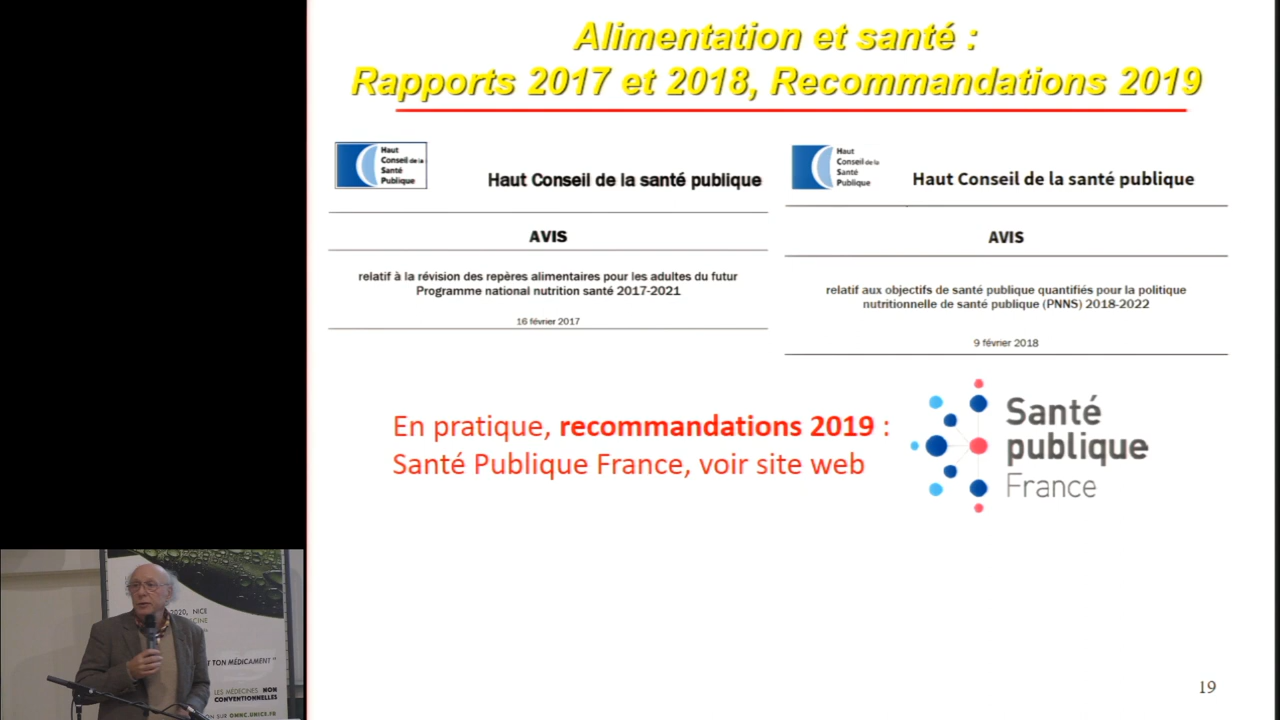 Alimentation et santé :
Rapports 2017 et 2018, Recommandations 2019
Haut
Conseil de la
Santé
Publique
Haut Conseil de la santé publique
AVIS
relatif à la révision des repères alimentaires pour les adultes du futur
Programme national nutrition santé 2017-2021
16 février 2017
Haut
Conseil de la
Santé
Publique
Haut Conseil de la santé publique
AVIS
relatif aux objectifs de santé publique quantifiés pour la politique
nutritionnelle de santé publique (PNNS) 2018-2022
9 février 2018
En pratique, recommandations 2019 :
Santé Publique France, voir site web
Santé
publique
France
2020, NICE
TON MÉDICAMENT "
LES MÉDECINES NON
CONVENTIONNELLES
ON SUR OMNC.UNICE.FR
19